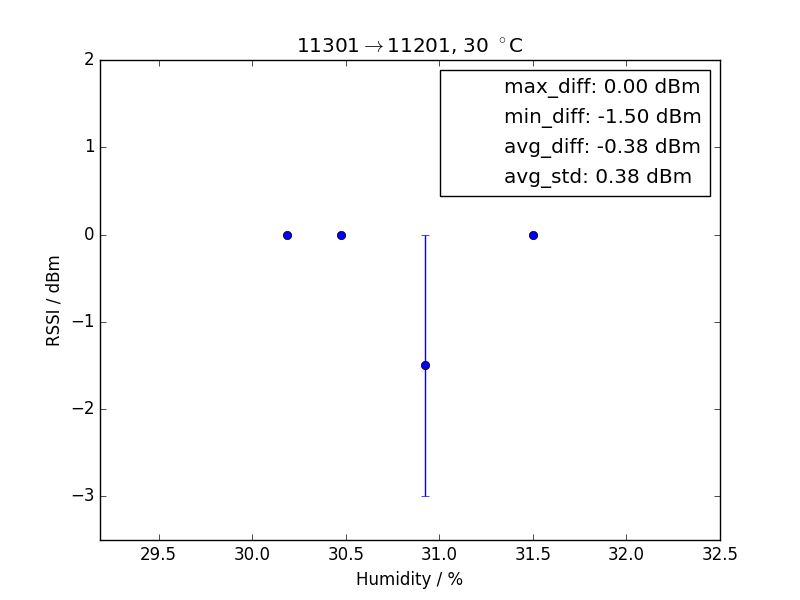 11301→11201, 30 °C
max_diff: 0.00 dBm
min_diff: -1.50 dBm
avg_diff: -0.38 dBm
avg_std: 0.38 dBm
RSSI / dBm
2
1
0
−1
−2
−3
29.5 30.0 30.5 31.0 31.5 32.0 32.5
Humidity / %